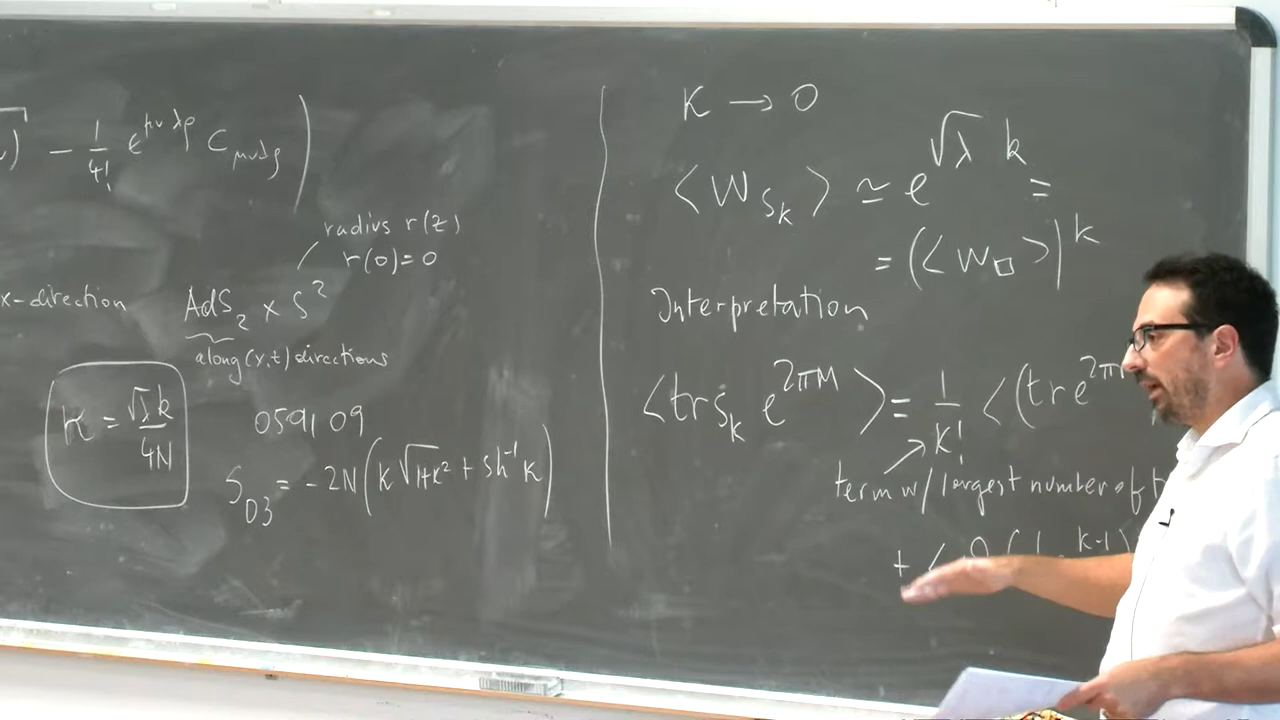 − 1/4! ϵ^{μνλρ} C_{μνλρ} )
radius r(z)
r(0)=0
x-direction AdS_2 × S^2
along (x,t) directions
κ = √λ k / 4N
0591 09
S_{D3} = −2N ( κ √1+κ² + sh^{-1} κ )
κ → 0
< W_{S_k} > ≃ e^{√λ k} =
= (< W_□ >)^k
Interpretation
< tr_{S_k} e^{2πM} > = 1/k! < (tr e^{2π
term w/ largest number of
+ <